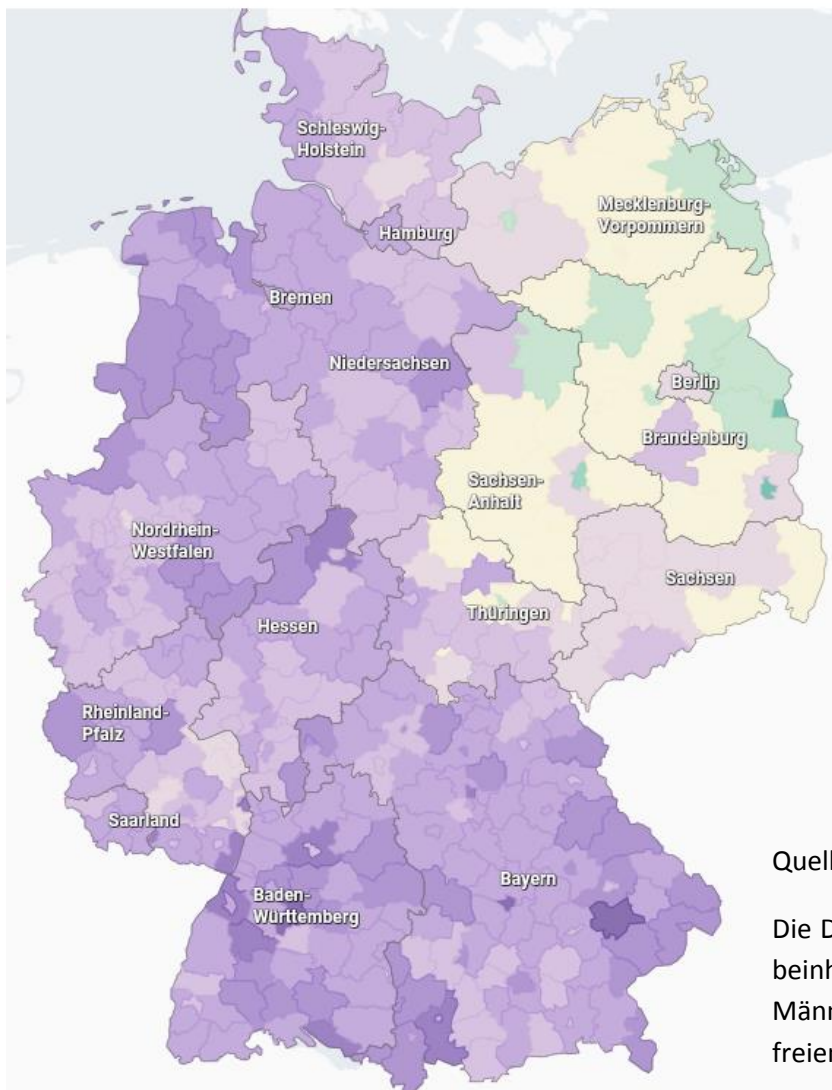 Schleswig-
Holstein
Mecklenburg-
Vorpommern
Hamburg
Bremen
Niedersachsen
Berlin
Brandenburg
Sachsen-
Anhalt
Nordrhein-
Westfalen
Sachsen
Thüringen
Hessen
Rheinland-
Pfalz
Saarland
Baden-
Württemberg
Bayern
Quell
Die D
beinh
Männ
freier